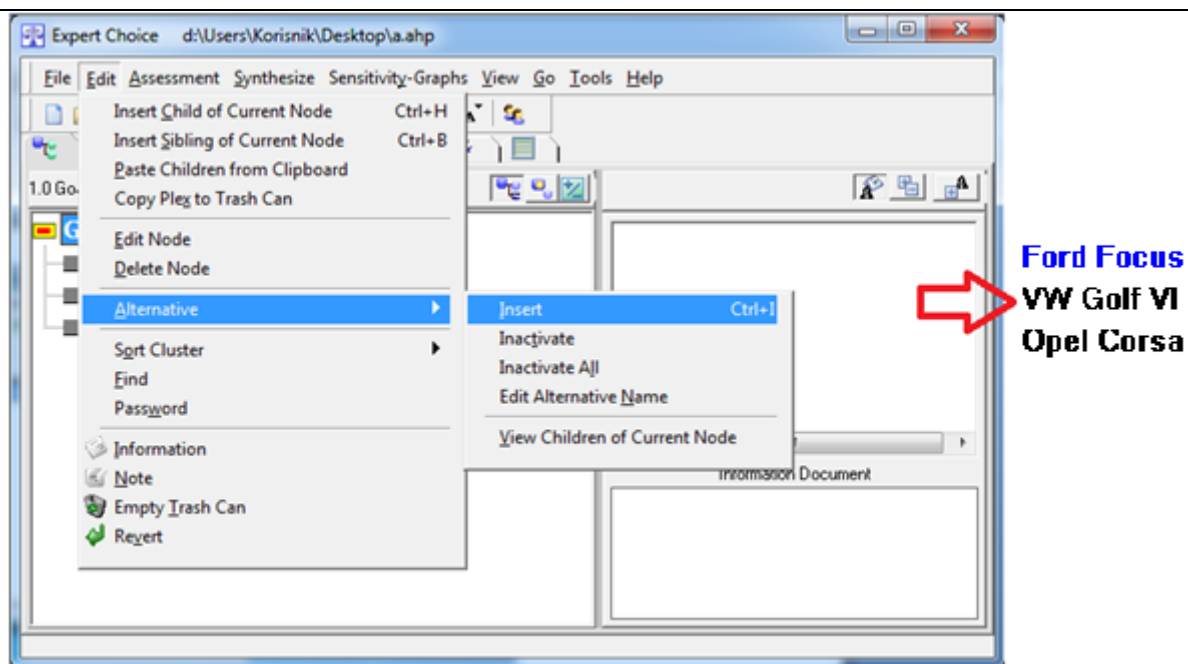 Expert Choice d:\Users\Korisnik\Desktop\a.ahp
File Edit Assessment Synthesize Sensitivity-Graphs View Go Tools Help
Insert Child of Current Node Ctrl+H
Insert Sibling of Current Node Ctrl+B
Paste Children from Clipboard
Copy Plex to Trash Can
Edit Node
Delete Node
Alternative
Sort Cluster
Find
Password
Information
Note
Empty Trash Can
Revert
1.0 Go
G
Insert Ctrl+I
Inactivate
Inactivate All
Edit Alternative Name
View Children of Current Node
Information Document
Ford Focus
VW Golf VI
Opel Corsa